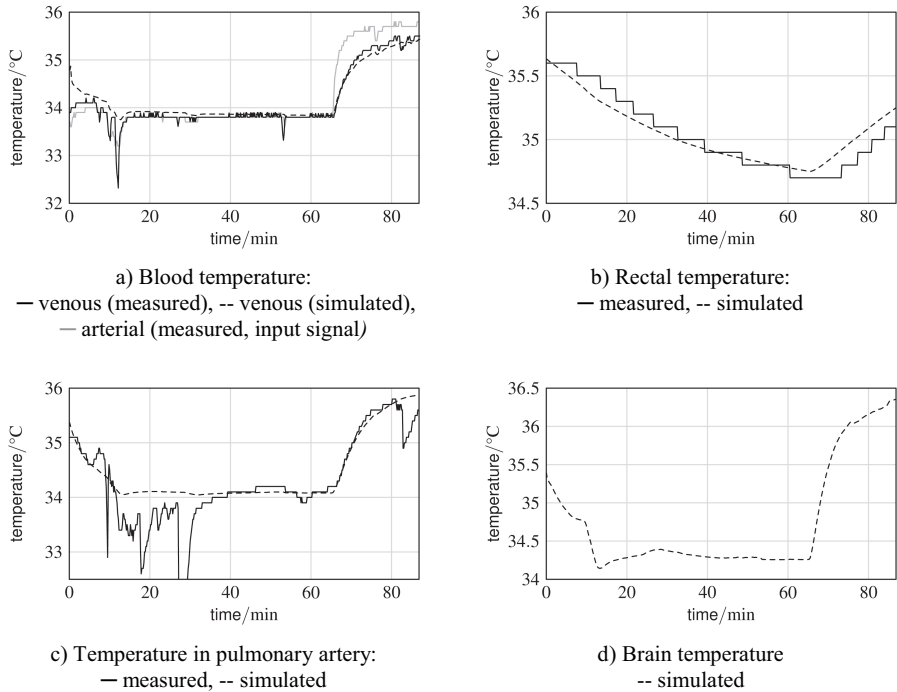 36
35
34
33
32
temperature/°C
0 20 40 60 80
time/min
a) Blood temperature:
— venous (measured), -- venous (simulated),
— arterial (measured, input signal)
36
35.5
35
34.5
temperature/°C
0 20 40 60 80
time/min
b) Rectal temperature:
— measured, -- simulated
36
35
34
33
temperature/°C
0 20 40 60 80
time/min
c) Temperature in pulmonary artery:
— measured, -- simulated
36.5
36
35.5
35
34.5
34
temperature/°C
0 20 40 60 80
time/min
d) Brain temperature
-- simulated